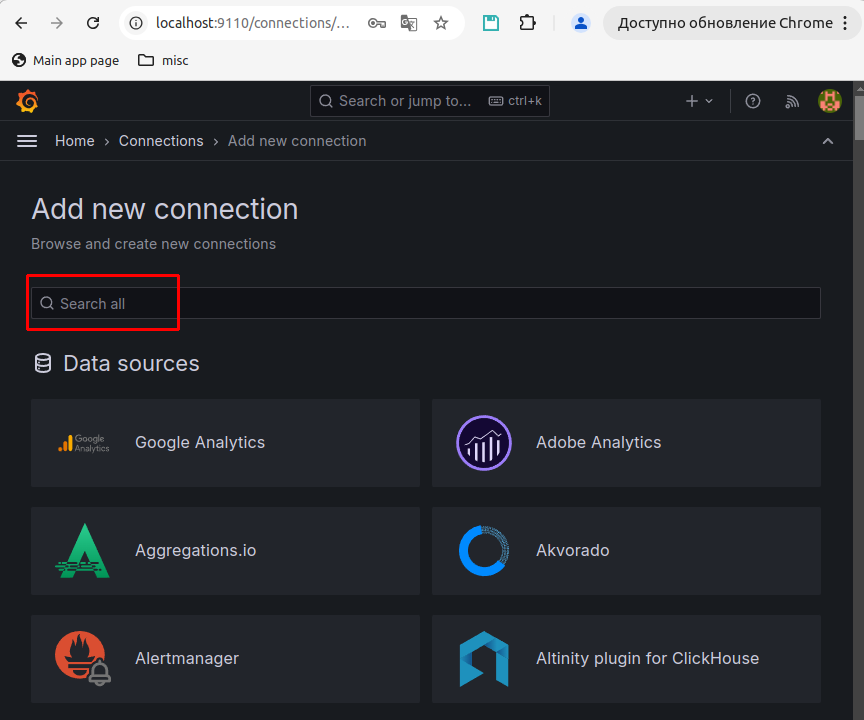 localhost:9110/connections/...
Доступно обновление Chrome
Main app page
misc
Search or jump to...
ctrl+k
Home › Connections › Add new connection
Add new connection
Browse and create new connections
Search all
Data sources
Google Analytics
Google Analytics
Adobe Analytics
Aggregations.io
Akvorado
Alertmanager
Altinity plugin for ClickHouse